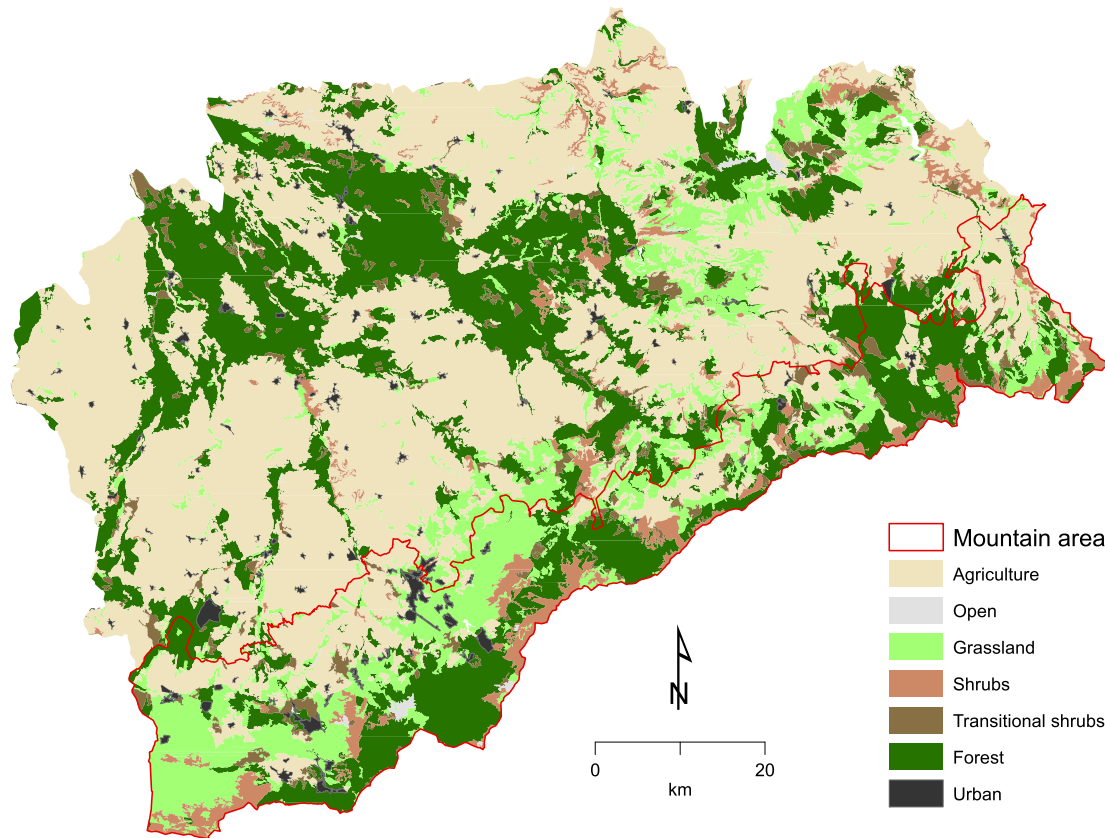 Mountain area
Agriculture
Open
Grassland
Shrubs
Transitional shrubs
Forest
Urban
N
0 20
km